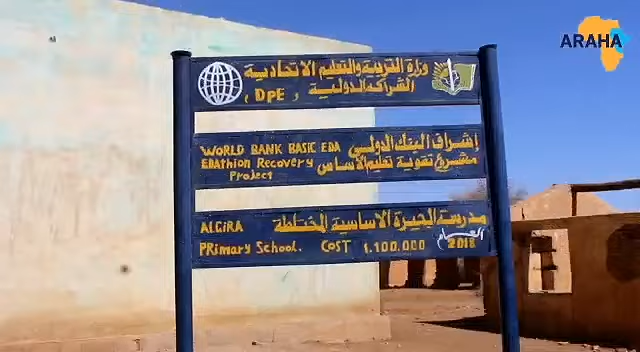 ARAHA
وزارة التربية والتعليم الاتحادية
الشراكة الدولية
( DPE )
إشراف البنك الدولي
WORLD BANK BASIC EDA
مشروع تقوية تعليم الأساس
EDAthion Recovery
Project
مدرسة الجيرة الاساسية المختلطة
ALGIRA
PRimary School. COST 1.100.000 العام 2018